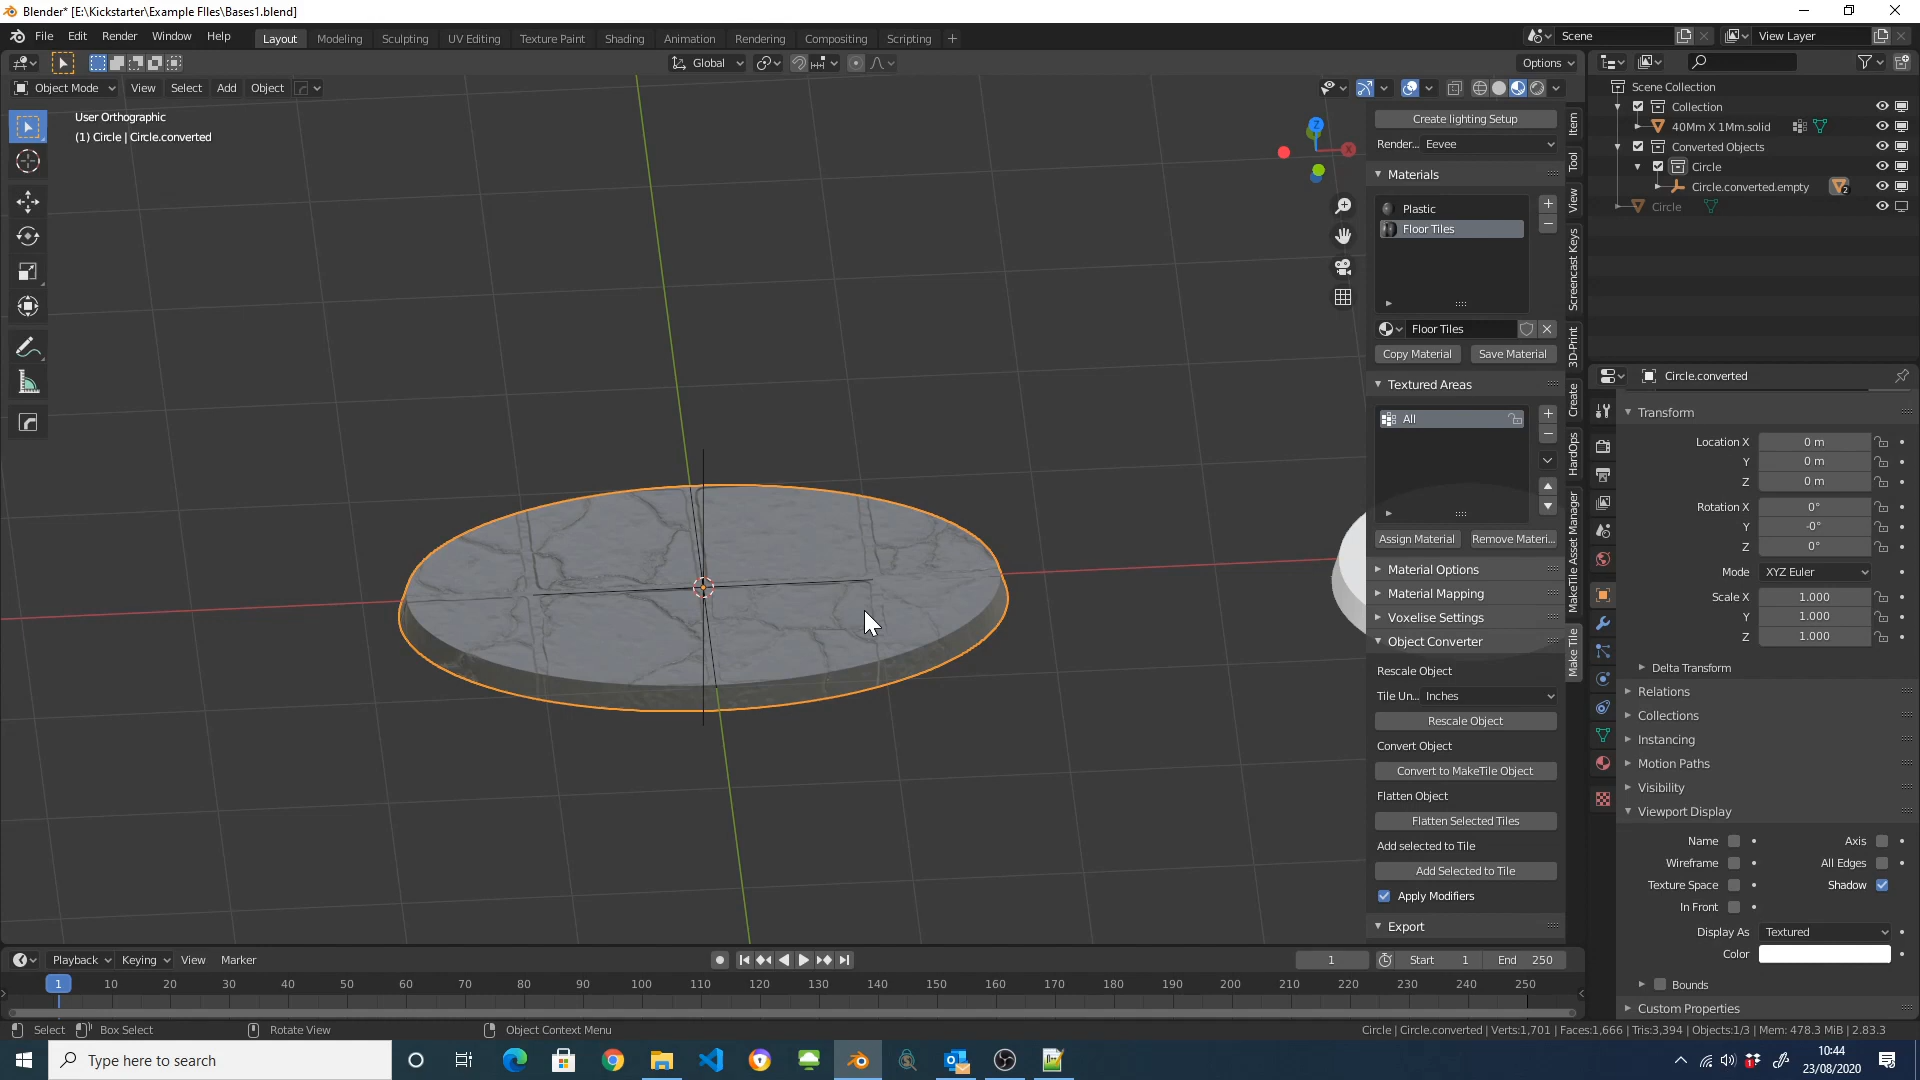 Blender* [E:\Kickstarter\Example FIles\Bases1.blend]
File Edit Render Window Help Layout Modeling Sculpting UV Editing Texture Paint Shading Animation Rendering Compositing Scripting Scene View Layer
Global Options
Object Mode View Select Add Object
User Orthographic
(1) Circle | Circle.converted
Z
X
Create lighting Setup
Render... Eevee
Materials
Plastic
Floor Tiles
Floor Tiles
Copy Material Save Material
Textured Areas
All
Assign Material Remove Materi...
Material Options
Material Mapping
Voxelise Settings
Object Converter
Rescale Object
Tile Un... Inches
Rescale Object
Convert Object
Convert to MakeTile Object
Flatten Object
Flatten Selected Tiles
Add selected to Tile
Add Selected to Tile
Apply Modifiers
Export
Item
Tool
View
Screencast Keys
3D-Print
Create
HardOps
MakeTile Asset Manager
Make Tile
Scene Collection
Collection
40Mm X 1Mm.solid
Converted Objects
Circle
Circle.converted.empty 2
Circle
Circle.converted
Transform
Location X 0 m
Y 0 m
Z 0 m
Rotation X 0°
Y -0°
Z 0°
Mode XYZ Euler
Scale X 1.000
Y 1.000
Z 1.000
Delta Transform
Relations
Collections
Instancing
Motion Paths
Visibility
Viewport Display
Name Axis
Wireframe All Edges
Texture Space Shadow
In Front
Display As Textured
Color
Bounds
Custom Properties
Playback Keying View Marker 1 Start 1 End 250
1 10 20 30 40 50 60 70 80 90 100 110 120 130 140 150 160 170 180 190 200 210 220 230 240 250
Select Box Select Rotate View Object Context Menu Circle | Circle.converted | Verts:1,701 | Faces:1,666 | Tris:3,394 | Objects:1/3 | Mem: 478.3 MiB | 2.83.3
Type here to search
10:44
23/08/2020